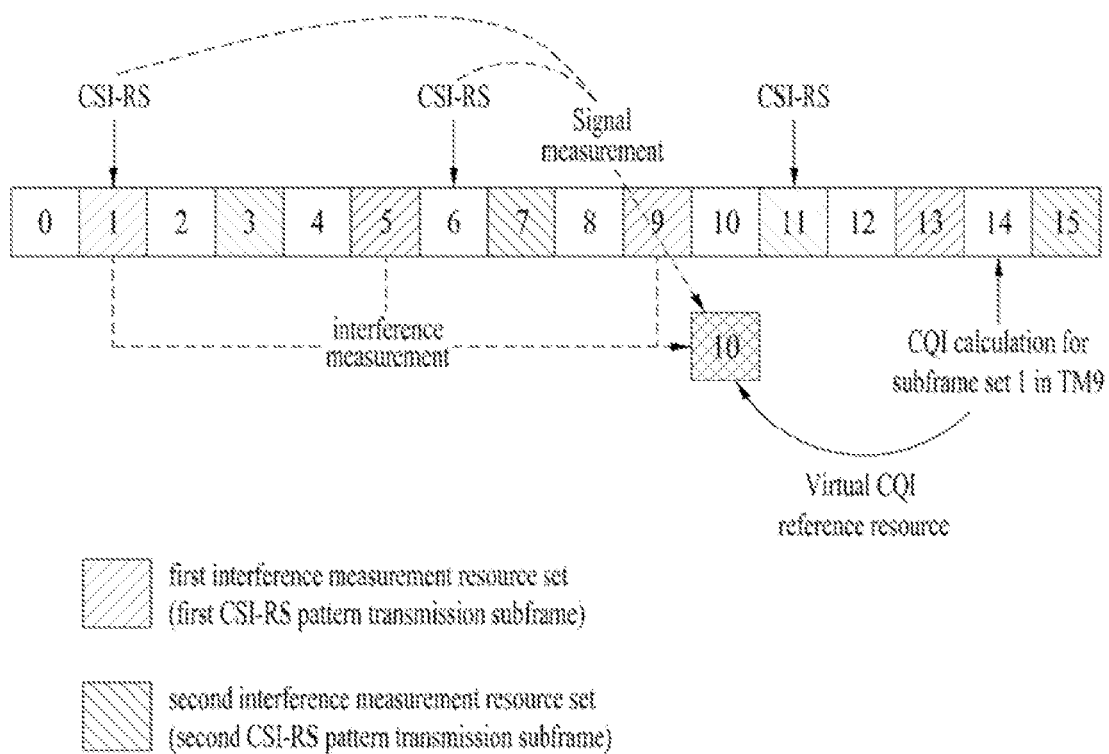 CSI-RS
CSI-RS
CSI-RS
Signal
measurement
0 1 2 3 4 5 6 7 8 9 10 11 12 13 14 15
interference
measurement
10
CQI calculation for
subframe set 1 in TM9
Virtual CQI
reference resource
first interference measurement resource set
(first CSI-RS pattern transmission subframe)
second interference measurement resource set
(second CSI-RS pattern transmission subframe)